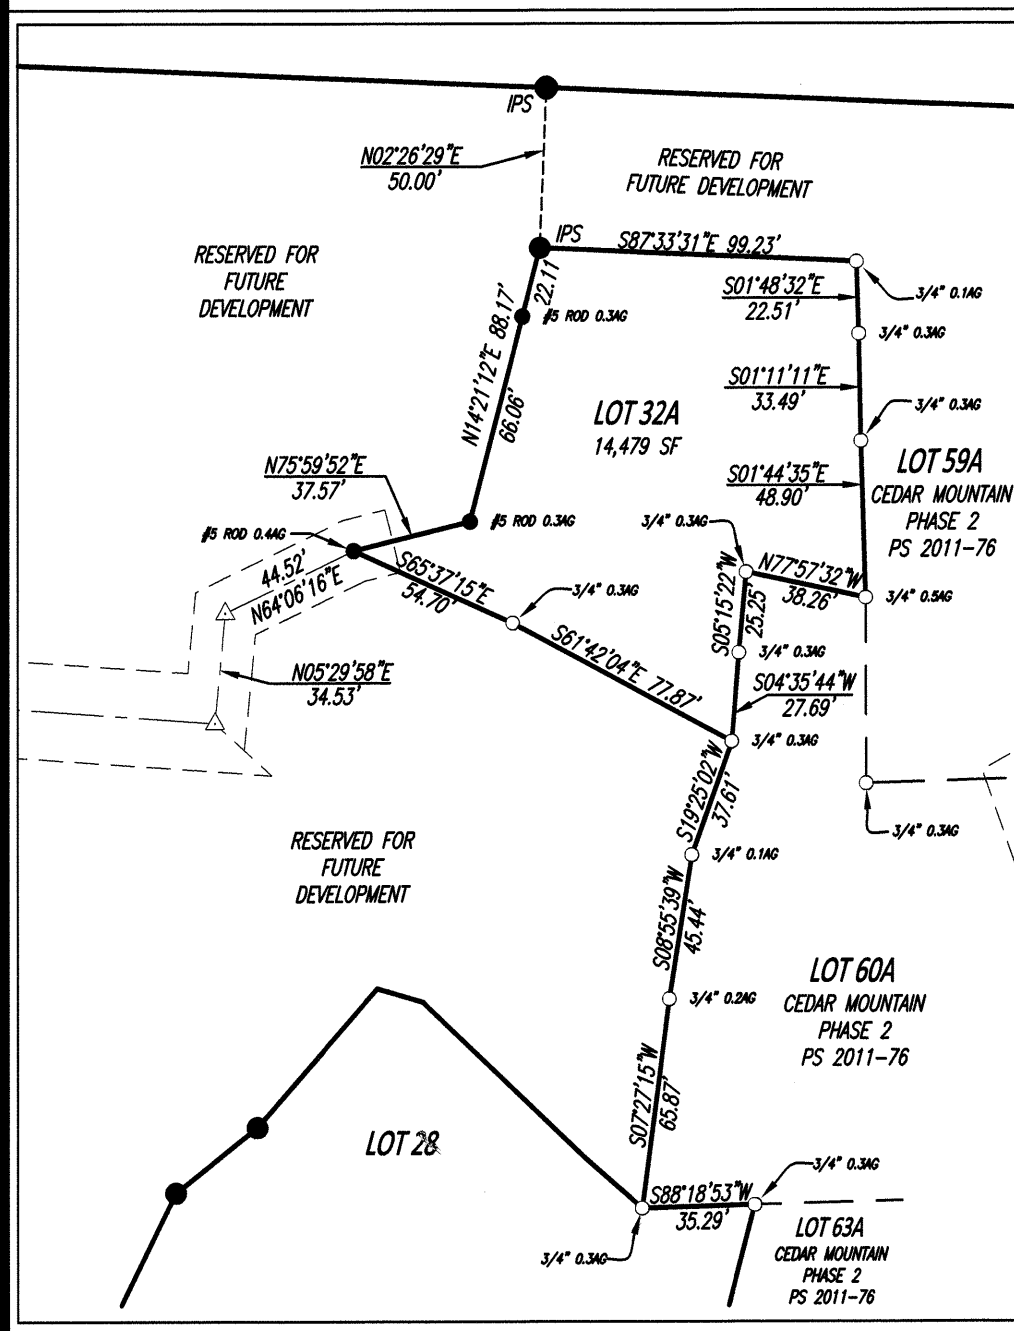 IPS
N02°26'29"E
50.00'
RESERVED FOR
FUTURE DEVELOPMENT
IPS
S87°33'31"E 99.23'
RESERVED FOR
FUTURE
DEVELOPMENT
22.11
S01°48'32"E
22.51'
3/4" 0.1AG
#5 ROD 0.3AG
3/4" 0.3AG
N14°21'12"E 88.17'
66.06'
S01°11'11"E
33.49'
3/4" 0.3AG
LOT 32A
14,479 SF
N75°59'52"E
37.57'
S01°44'35"E
48.90'
LOT 59A
CEDAR MOUNTAIN
PHASE 2
PS 2011-76
#5 ROD 0.4AG
#5 ROD 0.3AG
3/4" 0.3AG
44.52'
N64°06'16"E
S65°37'15"E
54.70'
3/4" 0.3AG
S05°15'22"W
25.25'
N77°57'32"W
38.26'
3/4" 0.5AG
S61°42'04"E 77.87'
3/4" 0.3AG
N05°29'58"E
34.53'
S04°35'44"W
27.69'
3/4" 0.3AG
S19°25'02"W
37.61'
3/4" 0.3AG
RESERVED FOR
FUTURE
DEVELOPMENT
3/4" 0.1AG
S08°55'39"W
45.44'
LOT 60A
CEDAR MOUNTAIN
PHASE 2
PS 2011-76
3/4" 0.2AG
S07°27'15"W
65.87'
LOT 28
3/4" 0.3AG
S88°18'53"W
35.29'
3/4" 0.3AG
LOT 63A
CEDAR MOUNTAIN
PHASE 2
PS 2011-76